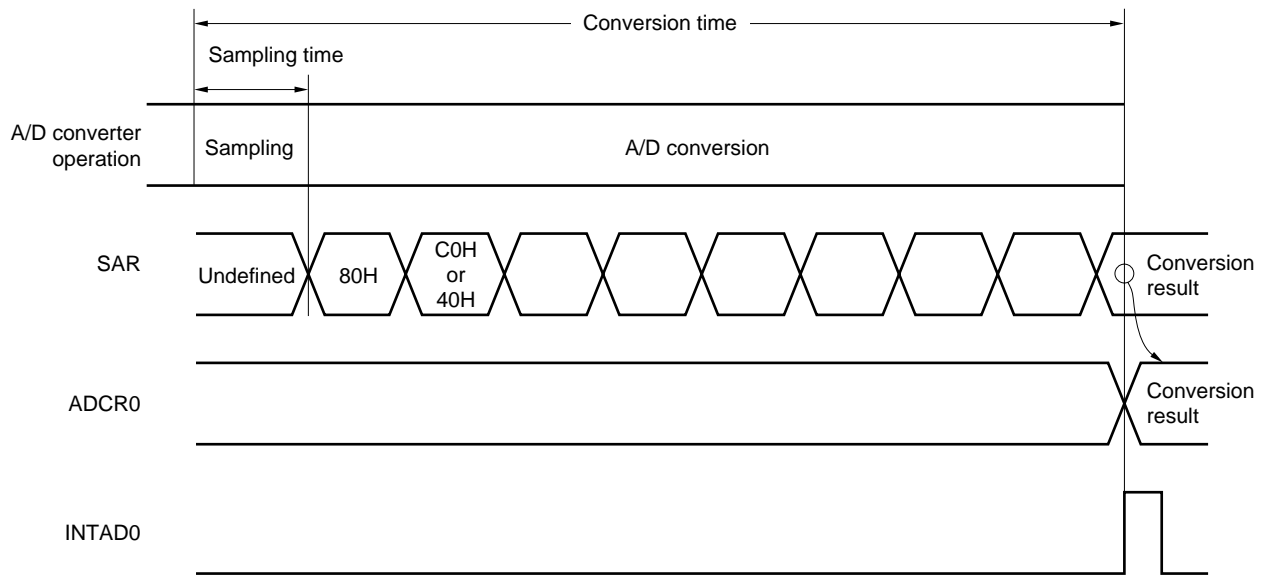 Conversion time
Sampling time
A/D converter
operation
Sampling
A/D conversion
SAR
Undefined
80H
C0H
or
40H
Conversion
result
ADCR0
Conversion
result
INTAD0